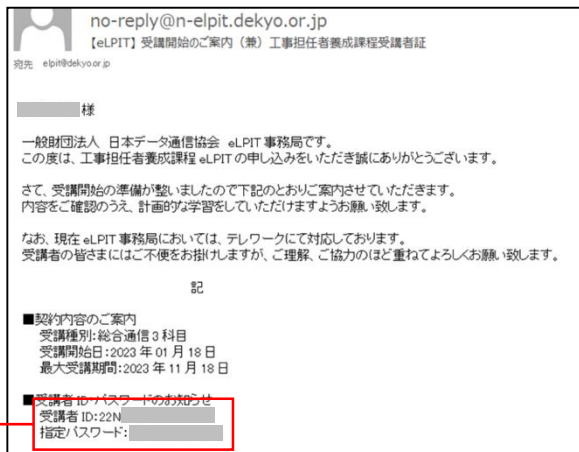 no-reply@n-elpit.dekyo.or.jp
【eLPIT】受講開始のご案内（兼）工事担任者養成課程受講者証
宛先 elpit@dekyo.or.jp
様
一般財団法人 日本データ通信協会 eLPIT 事務局です。
この度は、工事担任者養成課程 eLPIT の申し込みをいただき誠にありがとうございます。
さて、受講開始の準備が整いましたので下記のとおりご案内させていただきます。
内容をご確認のうえ、計画的な学習をしていただけますようお願い致します。
なお、現在 eLPIT 事務局においては、テレワークにて対応しております。
受講者の皆さまにはご不便をお掛けしますが、ご理解、ご協力のほど重ねてよろしくお願い致します。
記
■契約内容のご案内
受講種別:総合通信 3 科目
受講開始日:2023 年 01 月 18 日
最大受講期間:2023 年 11 月 18 日
■受講者 ID・パスワードのお知らせ
受講者 ID:22N
指定パスワード: